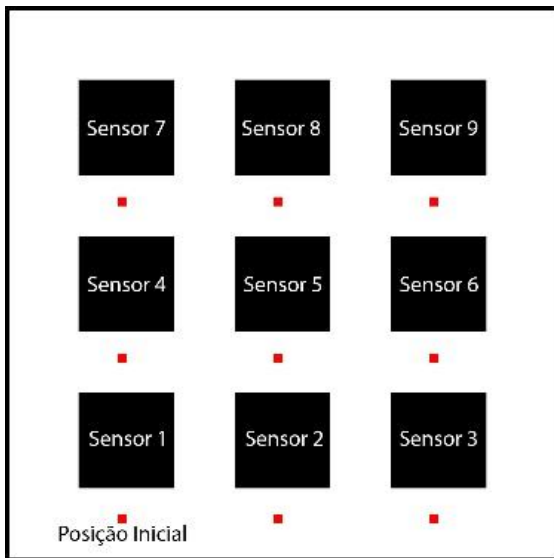 Sensor 7 Sensor 8 Sensor 9
Sensor 4 Sensor 5 Sensor 6
Sensor 1 Sensor 2 Sensor 3
Posição Inicial